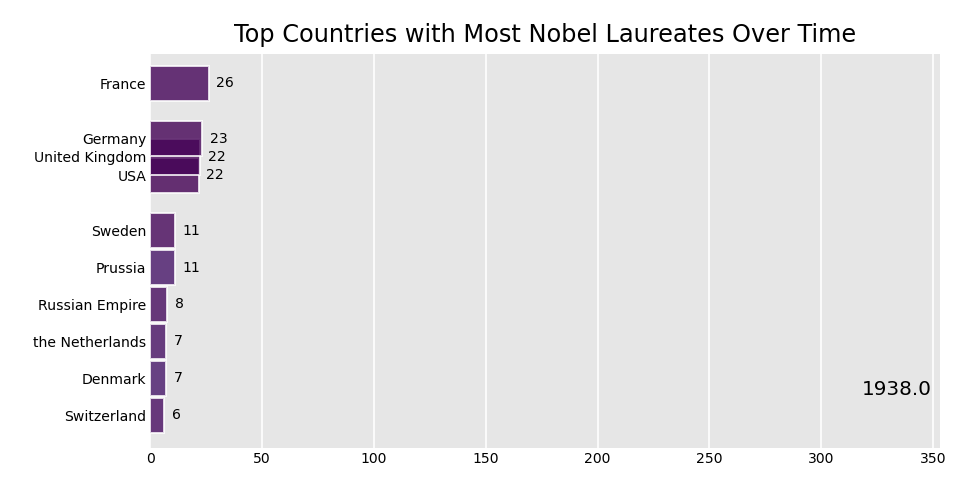 Top Countries with Most Nobel Laureates Over Time
France 26
Germany 23
United Kingdom 22
USA 22
Sweden 11
Prussia 11
Russian Empire 8
the Netherlands 7
Denmark 7
1938.0
Switzerland 6
0 50 100 150 200 250 300 350